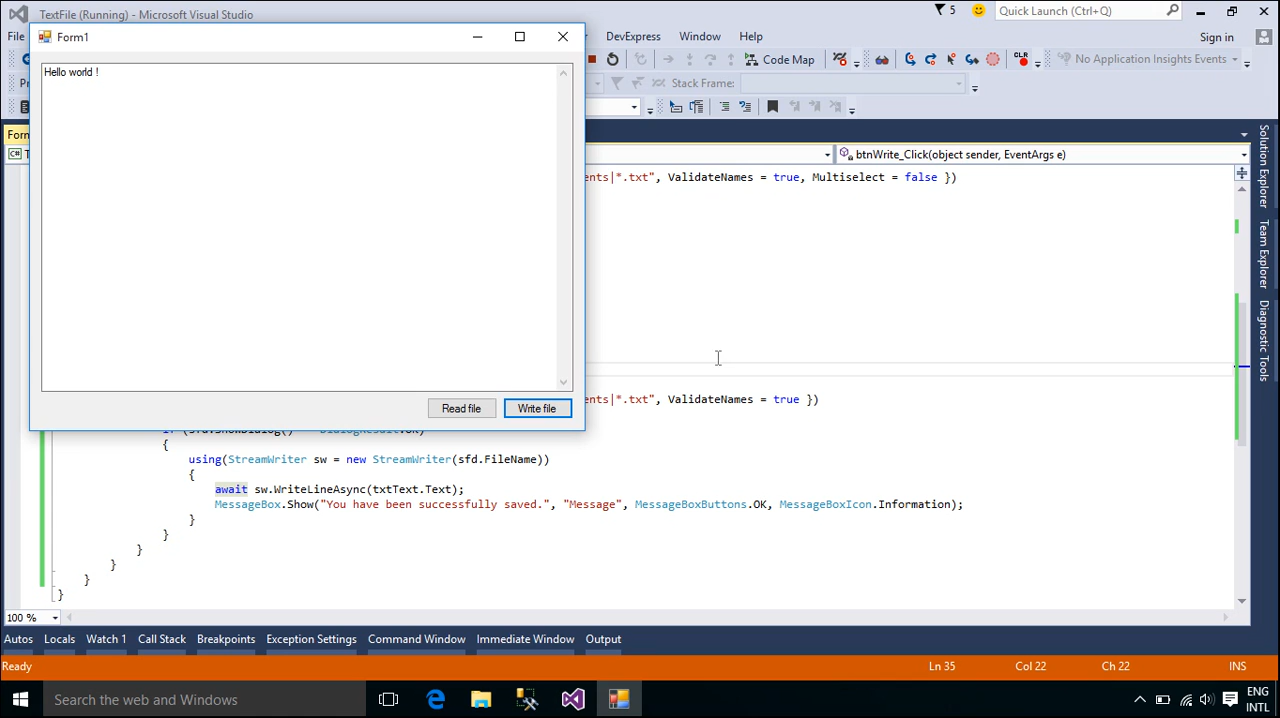 TextFile (Running) - Microsoft Visual Studio
5
Quick Launch (Ctrl+Q)
File
DevExpress
Window
Help
Sign in
Form1
Code Map
CLR
No Application Insights Events
Stack Frame:
Hello world !
btnWrite_Click(object sender, EventArgs e)
ents|*.txt", ValidateNames = true, Multiselect = false })
ents|*.txt", ValidateNames = true })
Read file
Write file
{
using(StreamWriter sw = new StreamWriter(sfd.FileName))
{
await sw.WriteLineAsync(txtText.Text);
MessageBox.Show("You have been successfully saved.", "Message", MessageBoxButtons.OK, MessageBoxIcon.Information);
}
}
}
}
}
}
Solution Explorer
Team Explorer
Diagnostic Tools
100 %
Autos
Locals
Watch 1
Call Stack
Breakpoints
Exception Settings
Command Window
Immediate Window
Output
Ready
Ln 35
Col 22
Ch 22
INS
Search the web and Windows
ENG
INTL